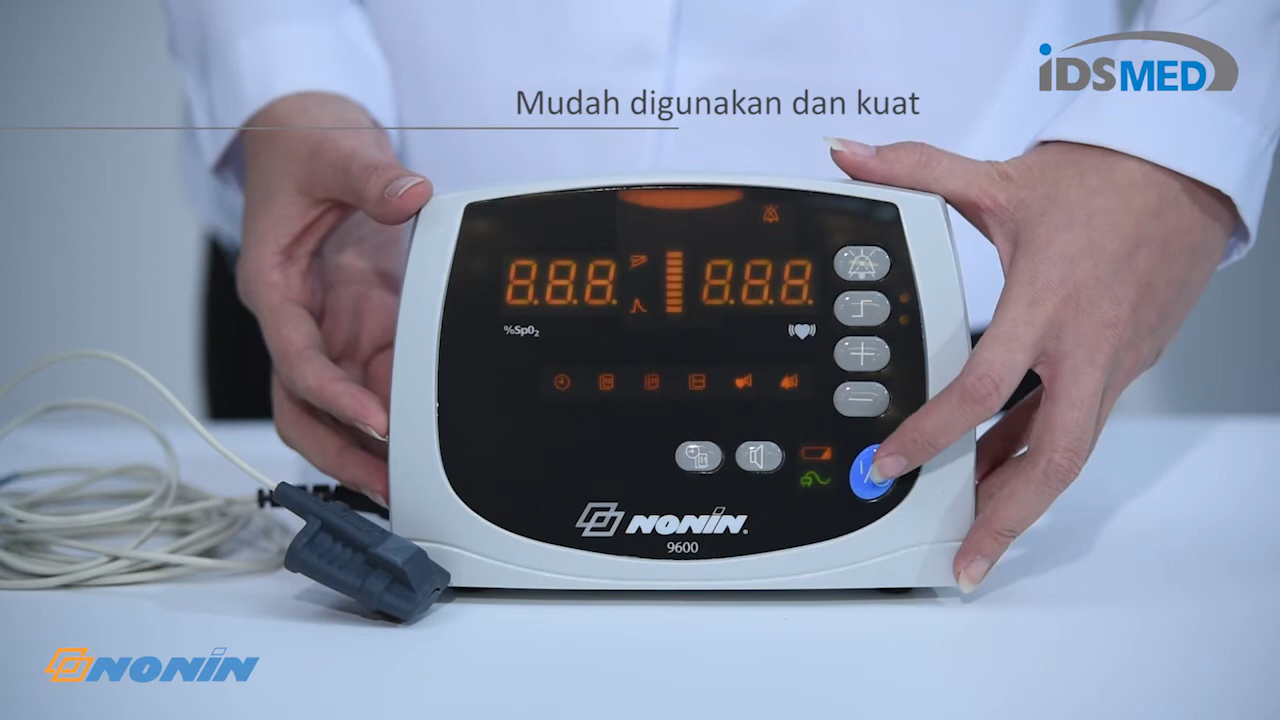 iDSMED
Mudah digunakan dan kuat
8.8.8. 8.8.8.
%SpO₂
NONIN.
9600
NONIN